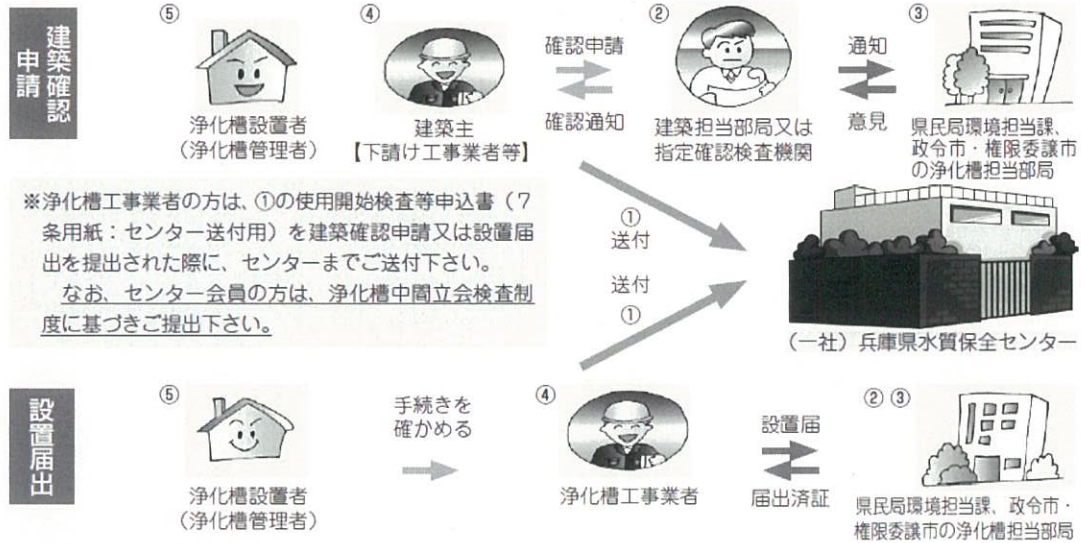 建築確認
申請
⑤
浄化槽設置者
（浄化槽管理者）
④
建築主
【下請け工事業者等】
確認申請
確認通知
②
建築担当部局又は
指定確認検査機関
通知
意見
③
県民局環境担当課、
政令市・権限委譲市
の浄化槽担当部局
※浄化槽工事業者の方は、①の使用開始検査等申込書（7
条用紙：センター送付用）を建築確認申請又は設置届
出を提出された際に、センターまでご送付下さい。
なお、センター会員の方は、浄化槽中間立会検査制
度に基づきご提出下さい。
①
送付
送付
①
（一社）兵庫県水質保全センター
設置届出
⑤
浄化槽設置者
（浄化槽管理者）
手続きを
確かめる
④
浄化槽工事業者
設置届
届出済証
② ③
県民局環境担当課、政令市・
権限委譲市の浄化槽担当部局